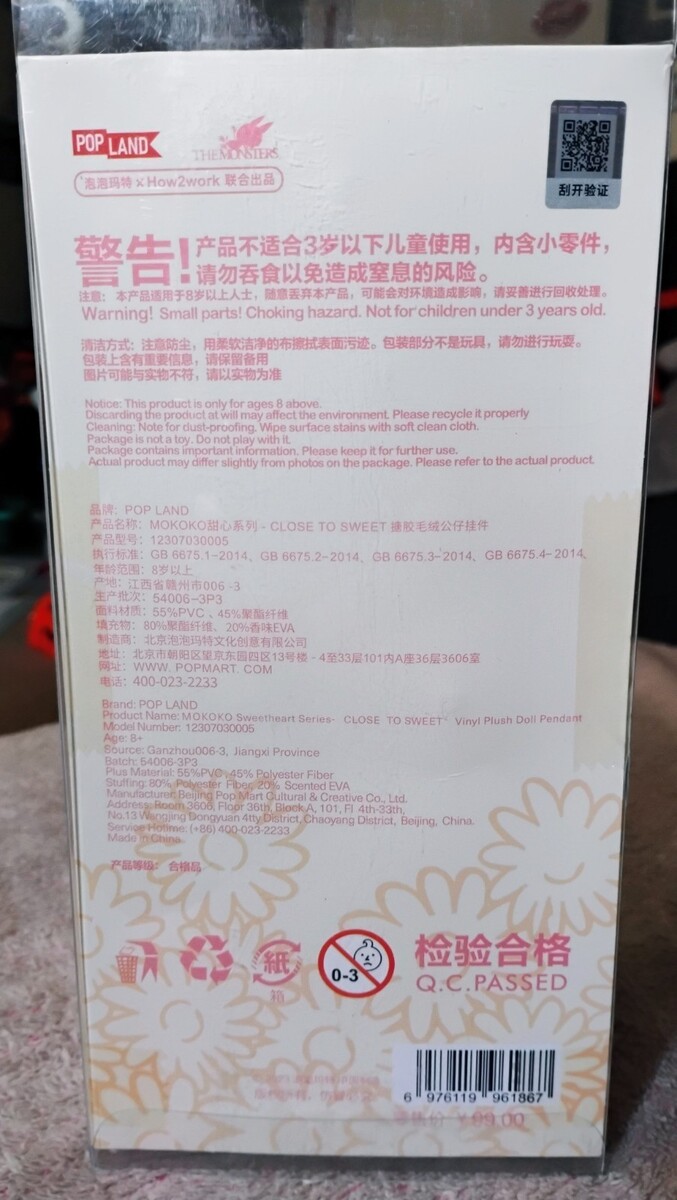 POP LAND
THE MONSTERS
泡泡玛特 × How2work 联合出品
刮开验证
警告! 产品不适合3岁以下儿童使用，内含小零件，
请勿吞食以免造成窒息的风险。
注意：本产品适用于8岁以上人士，随意丢弃本产品，可能会对环境造成影响，请妥善进行回收处理。
Warning! Small parts! Choking hazard. Not for children under 3 years old.
清洁方式：注意防尘，用柔软洁净的布擦拭表面污迹。包装部分不是玩具，请勿进行玩耍。
包装上含有重要信息，请保留备用
图片可能与实物不符，请以实物为准
Notice: This product is only for ages 8 above.
Discarding the product at will may affect the environment. Please recycle it properly
Cleaning: Note for dust-proofing. Wipe surface stains with soft clean cloth.
Package is not a toy. Do not play with it.
Package contains important information. Please keep it for further use.
Actual product may differ slightly from photos on the package. Please refer to the actual product.
品牌：POP LAND
产品名称：MOKOKO甜心系列 - CLOSE TO SWEET 搪胶毛绒公仔挂件
产品型号：12307030005
执行标准：GB 6675.1-2014、GB 6675.2-2014、GB 6675.3-2014、GB 6675.4-2014、
年龄范围：8岁以上
产地：江西省赣州市006 -3
生产批次：54006-3P3
面料材质：55%PVC 、45%聚酯纤维
填充物：80%聚酯纤维、20%香味EVA
制造商：北京泡泡玛特文化创意有限公司
地址：北京市朝阳区望京东园四区13号楼 - 4至33层101内A座36层3606室
网址：WWW. POPMART. COM
电话：400-023-2233
Brand: POP LAND
Product Name: MOKOKO Sweetheart Series- CLOSE TO SWEET Vinyl Plush Doll Pendant
Model Number: 12307030005
Age: 8+
Source: Ganzhou006-3, Jiangxi Province
Batch: 54006-3P3
Plus Material: 55%PVC、45% Polyester Fiber
Stuffing: 80% Polyester Fiber, 20% Scented EVA
Manufacturer: Beijing Pop Mart Cultural & Creative Co., Ltd.
Address: Room 3606, Floor 36th, Block A, 101, Fl 4th-33th,
No.13 Wangjing Dongyuan 4tty District, Chaoyang District, Beijing, China.
Service Hotime: (+86) 400-023-2233
Made in China
产品等级：合格品
紙
箱
0-3
检验合格
Q.C.PASSED
6 976119 961867
零售价 ￥99.00